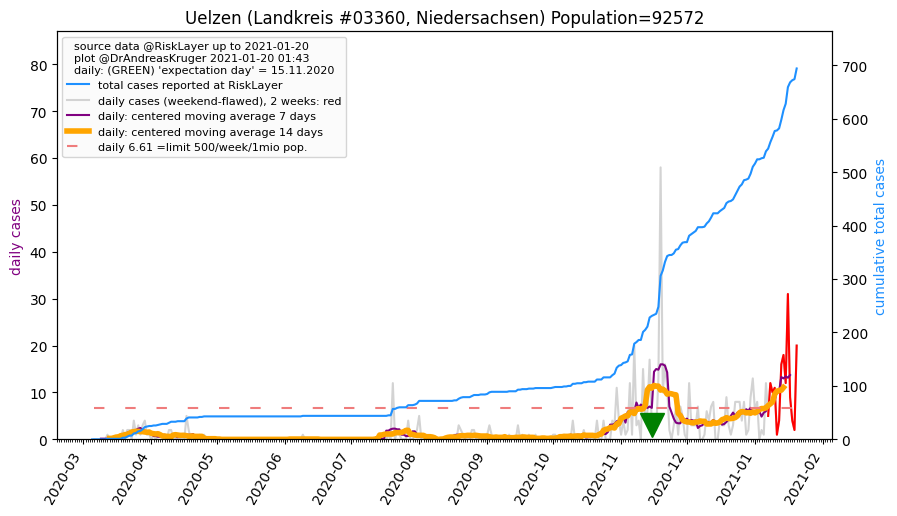 Uelzen (Landkreis #03360, Niedersachsen) Population=92572
source data @RiskLayer up to 2021-01-20
plot @DrAndreasKruger 2021-01-20 01:43
daily: (GREEN) 'expectation day' = 15.11.2020
total cases reported at RiskLayer
daily cases (weekend-flawed), 2 weeks: red
daily: centered moving average 7 days
daily: centered moving average 14 days
daily 6.61 =limit 500/week/1mio pop.
daily cases
80
70
60
50
40
30
20
10
0
700
600
500
400
300
200
100
0
cumulative total cases
2020-03
2020-04
2020-05
2020-06
2020-07
2020-08
2020-09
2020-10
2020-11
2020-12
2021-01
2021-02